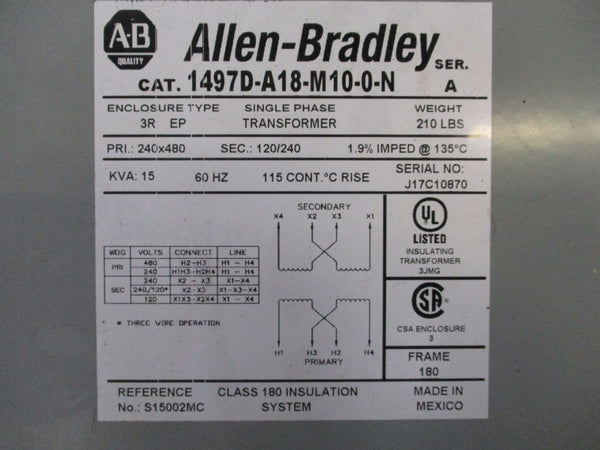 A-B
QUALITY
Allen-Bradley
SER.
CAT. 1497D-A18-M10-0-N
A
ENCLOSURE TYPE SINGLE PHASE WEIGHT
3R EP TRANSFORMER 210 LBS
PRI.: 240x480 SEC.: 120/240 1.9% IMPED @ 135°C
KVA: 15 60 HZ 115 CONT.°C RISE
SERIAL NO:
J17C10870
SECONDARY
X4 X2 X3 X1
WDG VOLTS CONNECT LINE
PRI 480 H2-H3 H1 - H4
240 H1H3-H2H4 H1 - H4
SEC 240 X2 - X3 X1-X4
240/120* X2-X3 X1-X3-X4
120 X1X3-X2X4 X1 - X4
* THREE WIRE OPERATION
H1 H3 H2 H4
PRIMARY
UL
LISTED
INSULATING
TRANSFORMER
3JMG
CSA
CSA ENCLOSURE
3
FRAME
180
REFERENCE CLASS 180 INSULATION MADE IN
No.: S15002MC SYSTEM MEXICO